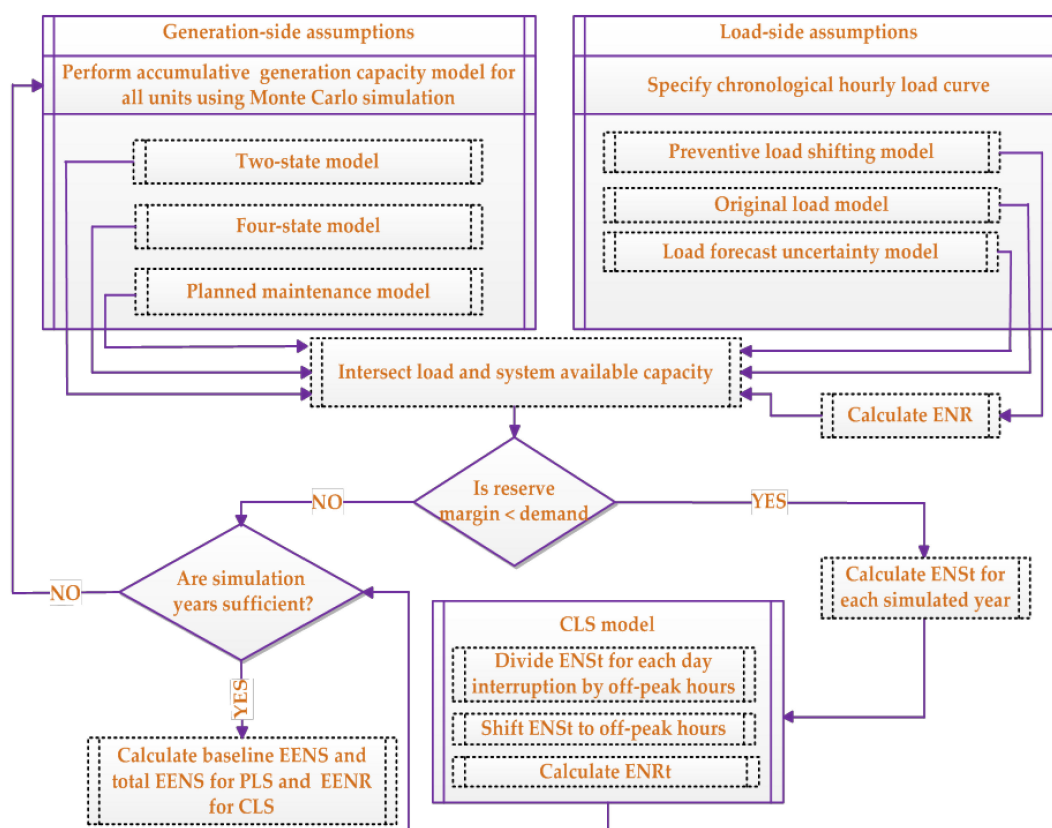 Generation-side assumptions
Perform accumulative generation capacity model for
all units using Monte Carlo simulation
Two-state model
Four-state model
Planned maintenance model
Load-side assumptions
Specify chronological hourly load curve
Preventive load shifting model
Original load model
Load forecast uncertainty model
Intersect load and system available capacity
Calculate ENR
Is reserve
margin < demand
NO
YES
Are simulation
years sufficient?
NO
YES
Calculate ENSt for
each simulated year
CLS model
Divide ENSt for each day
interruption by off-peak hours
Shift ENSt to off-peak hours
Calculate ENRt
Calculate baseline EENS and
total EENS for PLS and EENR
for CLS